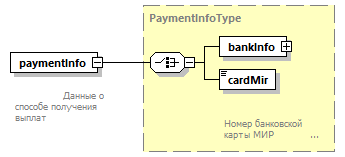 PaymentInfoType
bankInfo
paymentInfo
cardMir
Данные о
способе получения
выплат
Номер банковской
карты МИР ...